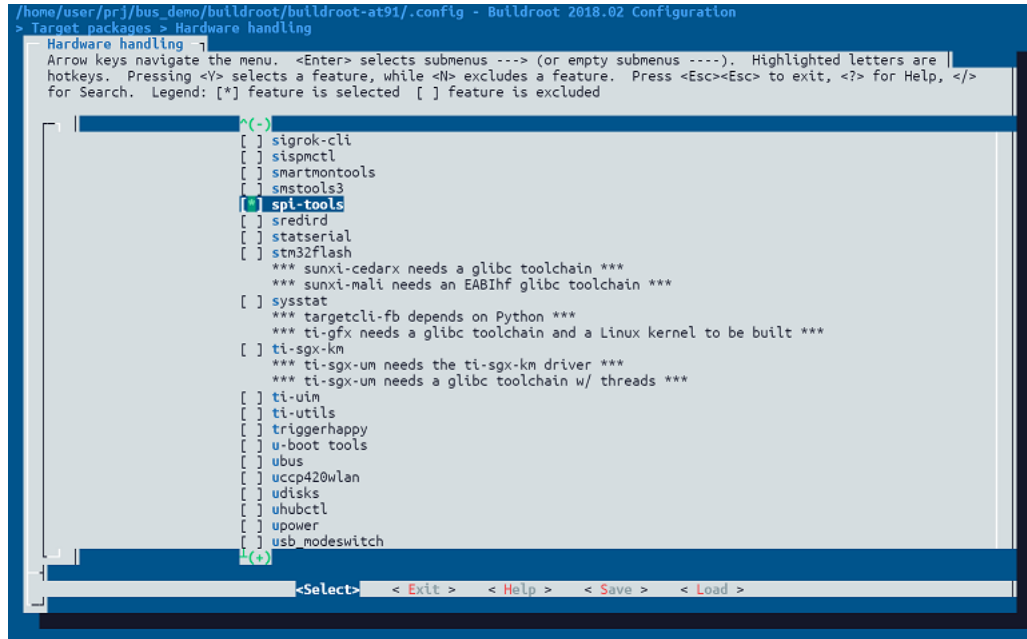 /home/user/prj/bus_demo/buildroot/buildroot-at91/.config - Buildroot 2018.02 Configuration
> Target packages > Hardware handling
Hardware handling
Arrow keys navigate the menu.  <Enter> selects submenus ---> (or empty submenus ----).  Highlighted letters are
hotkeys.  Pressing <Y> selects a feature, while <N> excludes a feature.  Press <Esc><Esc> to exit, <?> for Help, </>
for Search.  Legend: [*] feature is selected  [ ] feature is excluded
^(-)
[ ] sigrok-cli
[ ] sispmctl
[ ] smartmontools
[ ] smstools3
[*] spi-tools
[ ] sredird
[ ] statserial
[ ] stm32flash
*** sunxi-cedarx needs a glibc toolchain ***
*** sunxi-mali needs an EABIhf glibc toolchain ***
[ ] sysstat
*** targetcli-fb depends on Python ***
*** ti-gfx needs a glibc toolchain and a Linux kernel to be built ***
[ ] ti-sgx-km
*** ti-sgx-um needs the ti-sgx-km driver ***
*** ti-sgx-um needs a glibc toolchain w/ threads ***
[ ] ti-uim
[ ] ti-utils
[ ] triggerhappy
[ ] u-boot tools
[ ] ubus
[ ] uccp420wlan
[ ] udisks
[ ] uhubctl
[ ] upower
[ ] usb_modeswitch
┴(+)
<Select>    < Exit >    < Help >    < Save >    < Load >